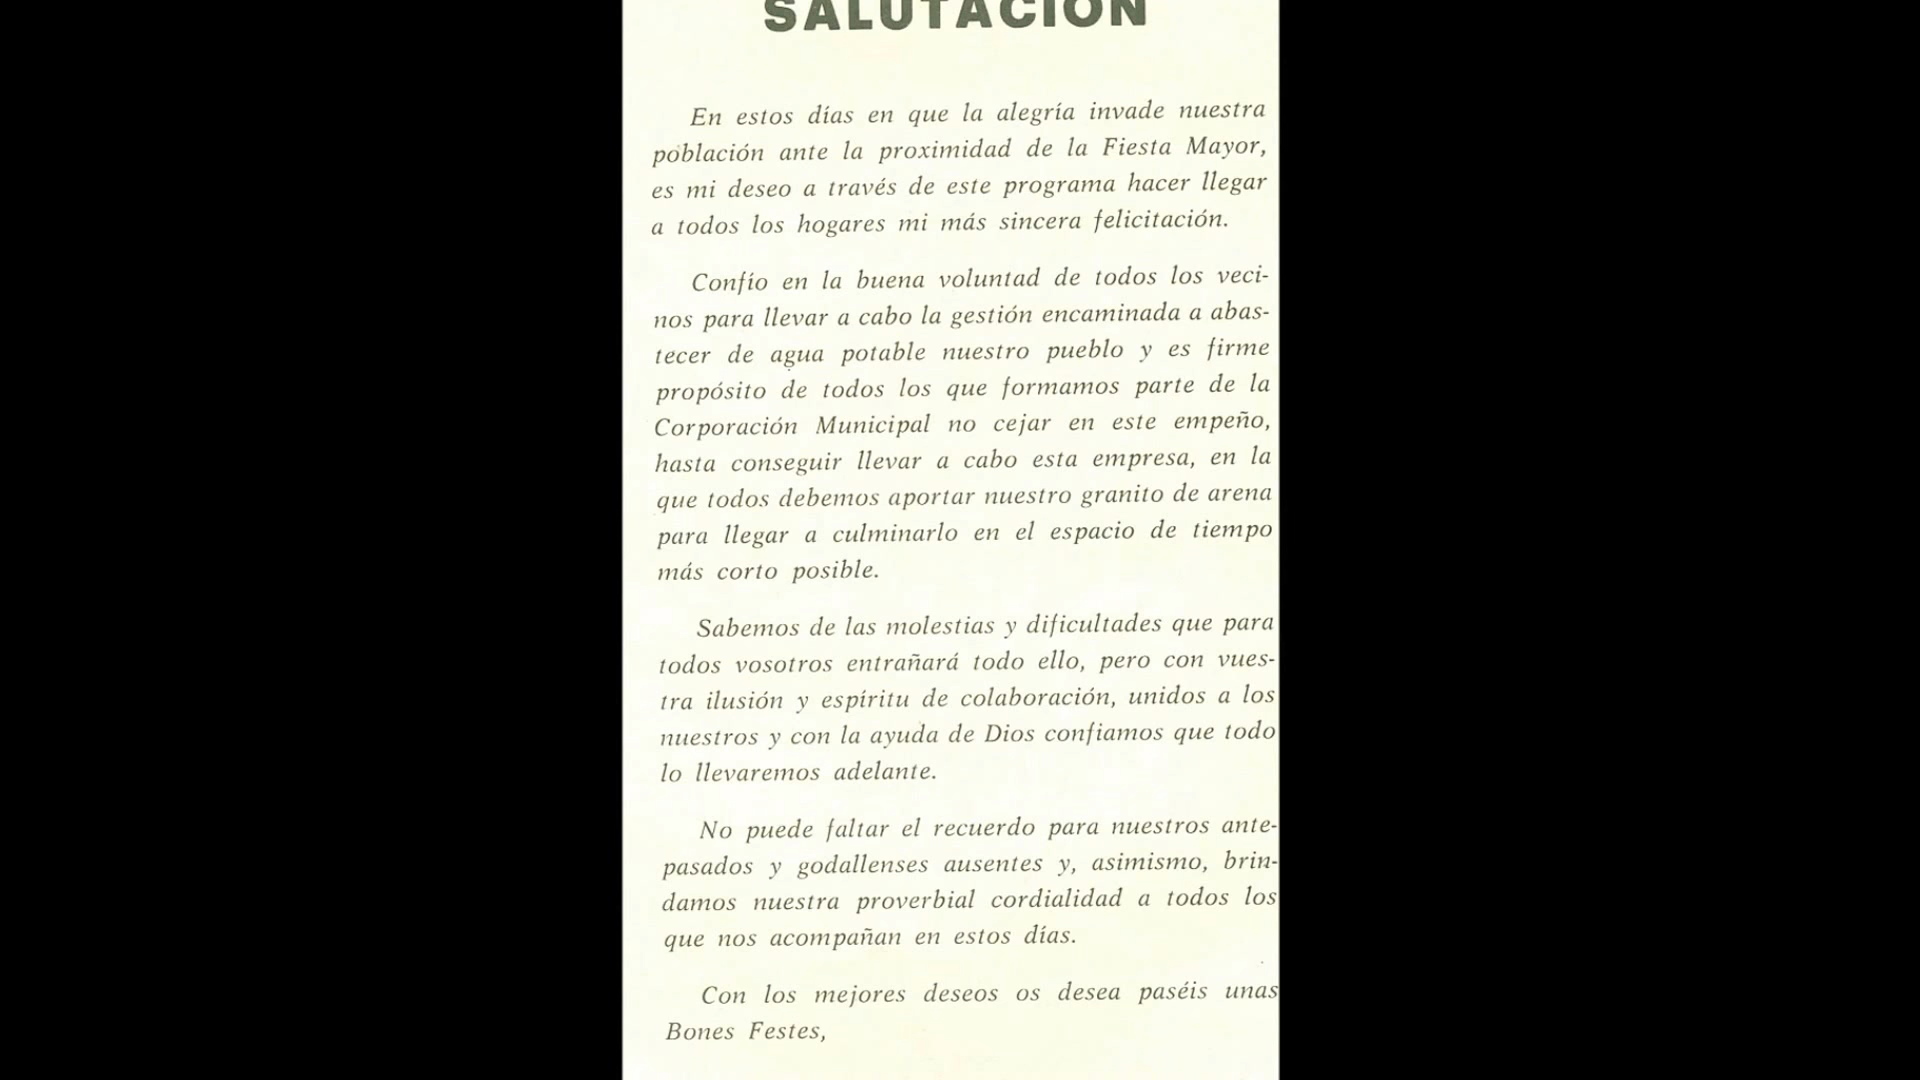 SALUTACION
En estos días en que la alegría invade nuestra
población ante la proximidad de la Fiesta Mayor,
es mi deseo a través de este programa hacer llegar
a todos los hogares mi más sincera felicitación.
Confío en la buena voluntad de todos los veci-
nos para llevar a cabo la gestión encaminada a abas-
tecer de agua potable nuestro pueblo y es firme
propósito de todos los que formamos parte de la
Corporación Municipal no cejar en este empeño,
hasta conseguir llevar a cabo esta empresa, en la
que todos debemos aportar nuestro granito de arena
para llegar a culminarlo en el espacio de tiempo
más corto posible.
Sabemos de las molestias y dificultades que para
todos vosotros entrañará todo ello, pero con vues-
tra ilusión y espíritu de colaboración, unidos a los
nuestros y con la ayuda de Dios confiamos que todo
lo llevaremos adelante.
No puede faltar el recuerdo para nuestros ante-
pasados y godallenses ausentes y, asimismo, brin-
damos nuestra proverbial cordialidad a todos los
que nos acompañan en estos días.
Con los mejores deseos os desea paséis unas
Bones Festes,